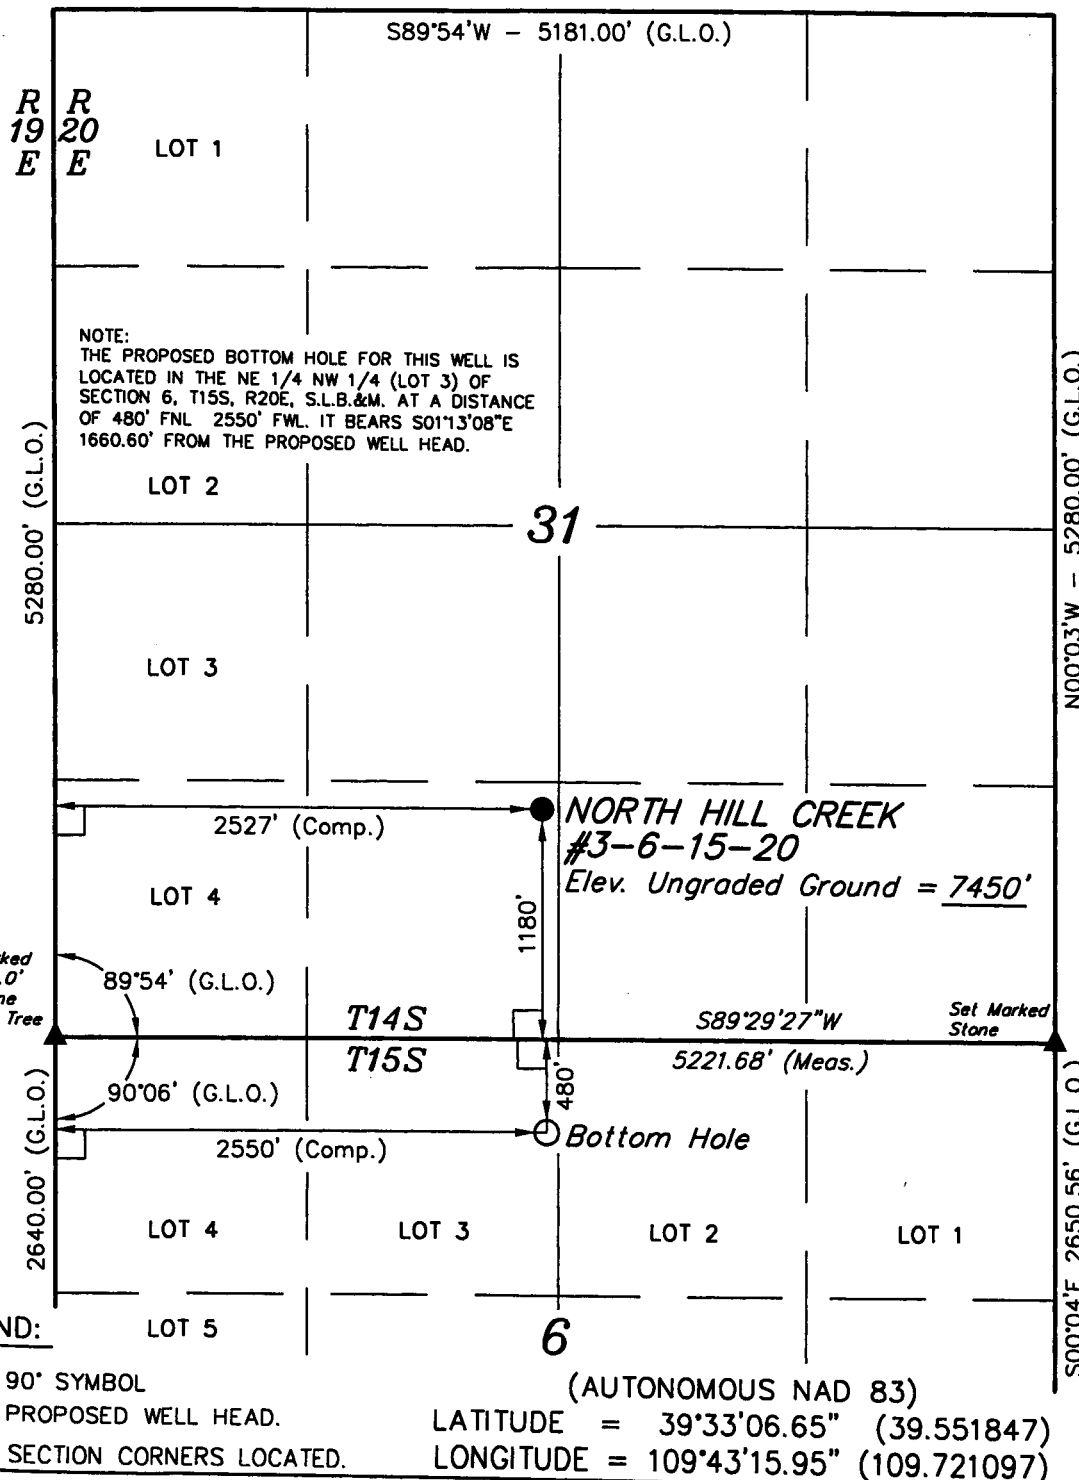 S89°54'W - 5181.00' (G.L.O.)
R R
19 20
E E
LOT 1
NOTE:
THE PROPOSED BOTTOM HOLE FOR THIS WELL IS
LOCATED IN THE NE 1/4 NW 1/4 (LOT 3) OF
SECTION 6, T15S, R20E, S.L.B.&M. AT A DISTANCE
OF 480' FNL 2550' FWL. IT BEARS S01°13'08"E
1660.60' FROM THE PROPOSED WELL HEAD.
5280.00' (G.L.O.)
N00°03'W - 5280.00' (G.L.O.)
LOT 2
31
LOT 3
2527' (Comp.)
NORTH HILL CREEK
#3-6-15-20
Elev. Ungraded Ground = 7450'
LOT 4
1180'
89°54' (G.L.O.)
Tree
T14S
S89°29'27"W
Set Marked
Stone
T15S
5221.68' (Meas.)
90°06' (G.L.O.)
480'
2550' (Comp.)
Bottom Hole
2640.00' (G.L.O.)
S00°04'E 2650.56' (G.L.O.)
LOT 4
LOT 3
LOT 2
LOT 1
LOT 5
6
ND:
90° SYMBOL
PROPOSED WELL HEAD.
SECTION CORNERS LOCATED.
(AUTONOMOUS NAD 83)
LATITUDE = 39°33'06.65" (39.551847)
LONGITUDE = 109°43'15.95" (109.721097)